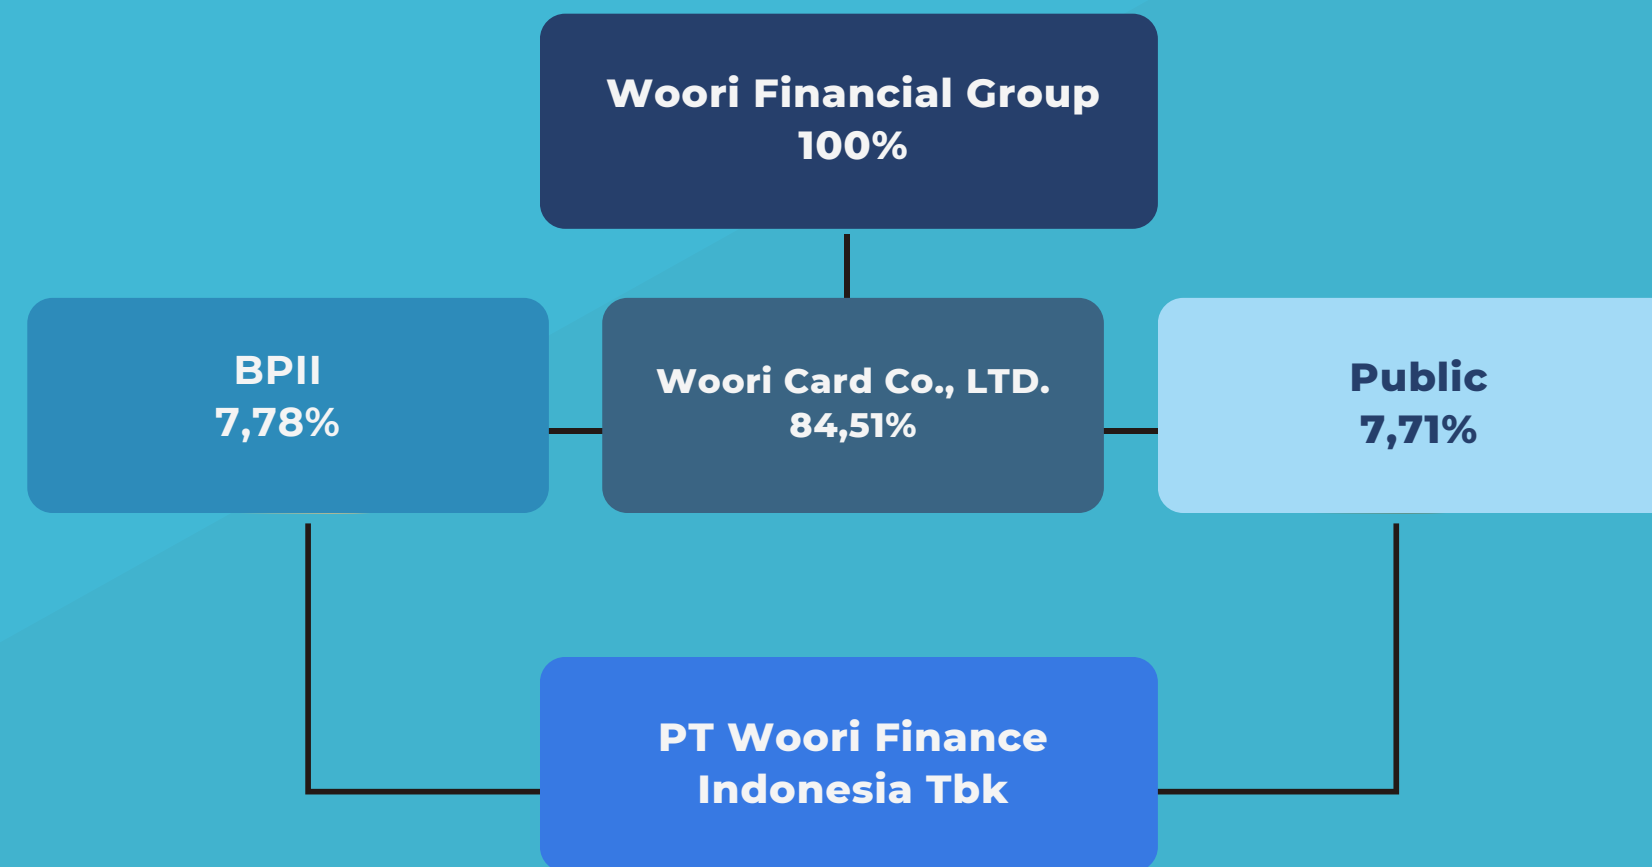 Woori Financial Group
100%
BPII
7,78%
Woori Card Co., LTD.
84,51%
Public
7,71%
PT Woori Finance
Indonesia Tbk